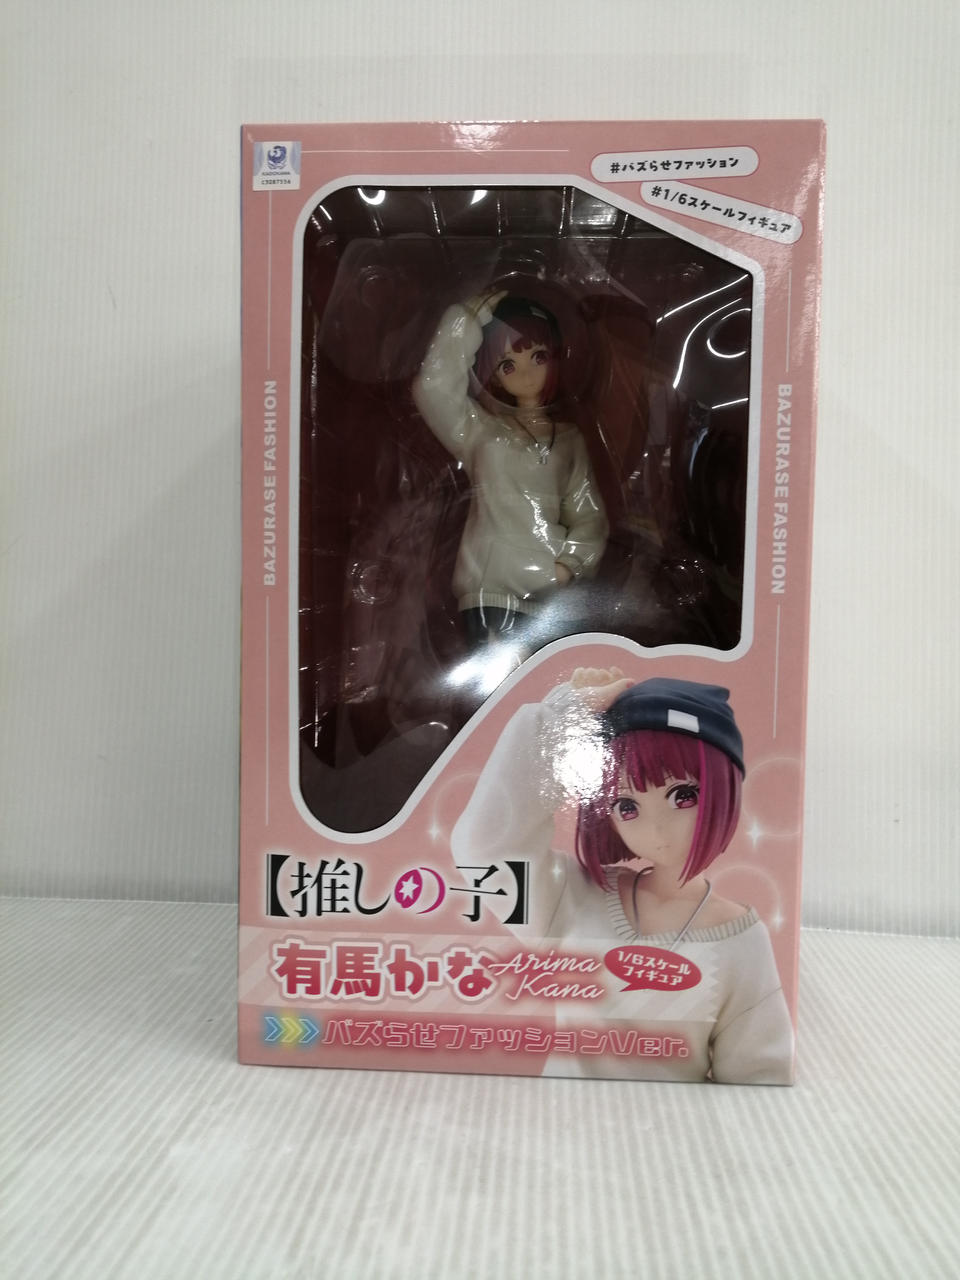 KADOKAWA
#バズらせファッション
#1/6スケールフィギュア
BAZURASE FASHION
BAZURASE FASHION
【推しの子】
有馬かな
Arima
Kana
1/6スケール
フィギュア
バズらせファッションVer.